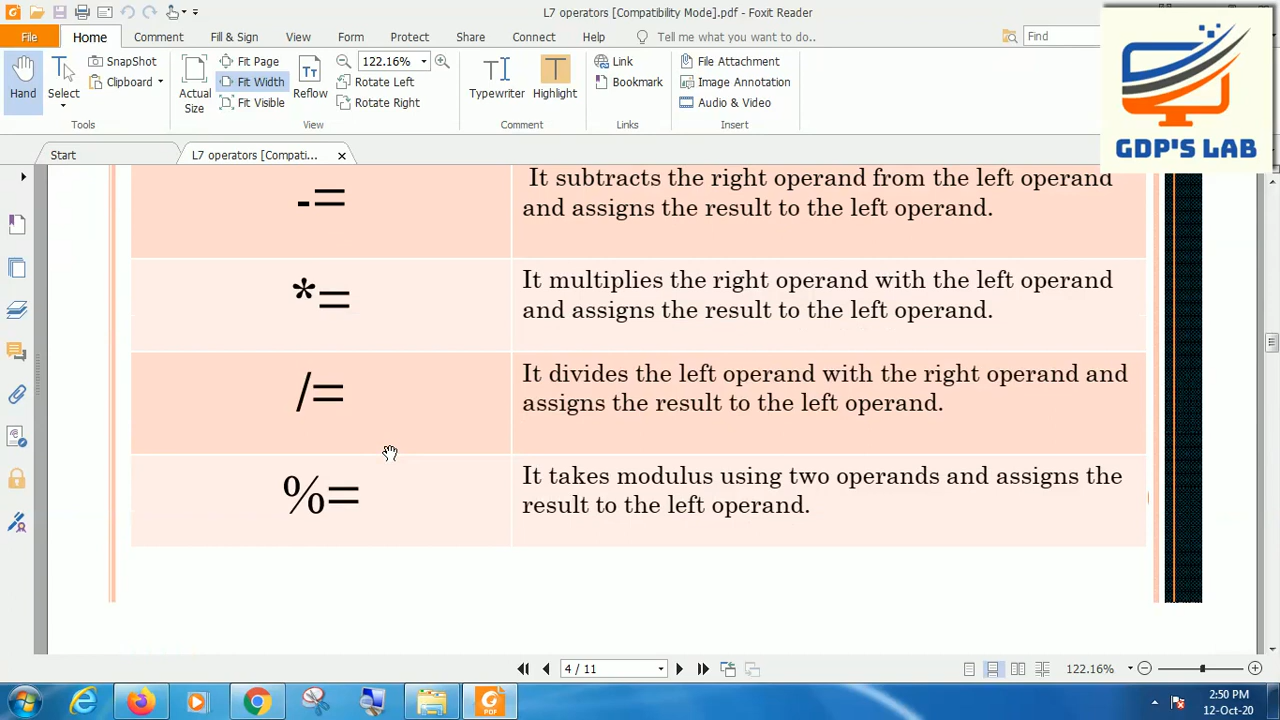 L7 operators [Compatibility Mode].pdf - Foxit Reader
File Home Comment Fill & Sign View Form Protect Share Connect Help Tell me what you want to do... Find
Hand
Select
SnapShot
Clipboard
Tools
Actual
Size
Fit Page
Fit Width
Fit Visible
Reflow
122.16%
Rotate Left
Rotate Right
View
Typewriter
Highlight
Comment
Link
Bookmark
Links
File Attachment
Image Annotation
Audio & Video
Insert
GDP'S LAB
Start L7 operators [Compati...
-=
It subtracts the right operand from the left operand
and assigns the result to the left operand.
*=
It multiplies the right operand with the left operand
and assigns the result to the left operand.
/=
It divides the left operand with the right operand and
assigns the result to the left operand.
%=
It takes modulus using two operands and assigns the
result to the left operand.
4 / 11
122.16%
PDF
2:50 PM
12-Oct-20